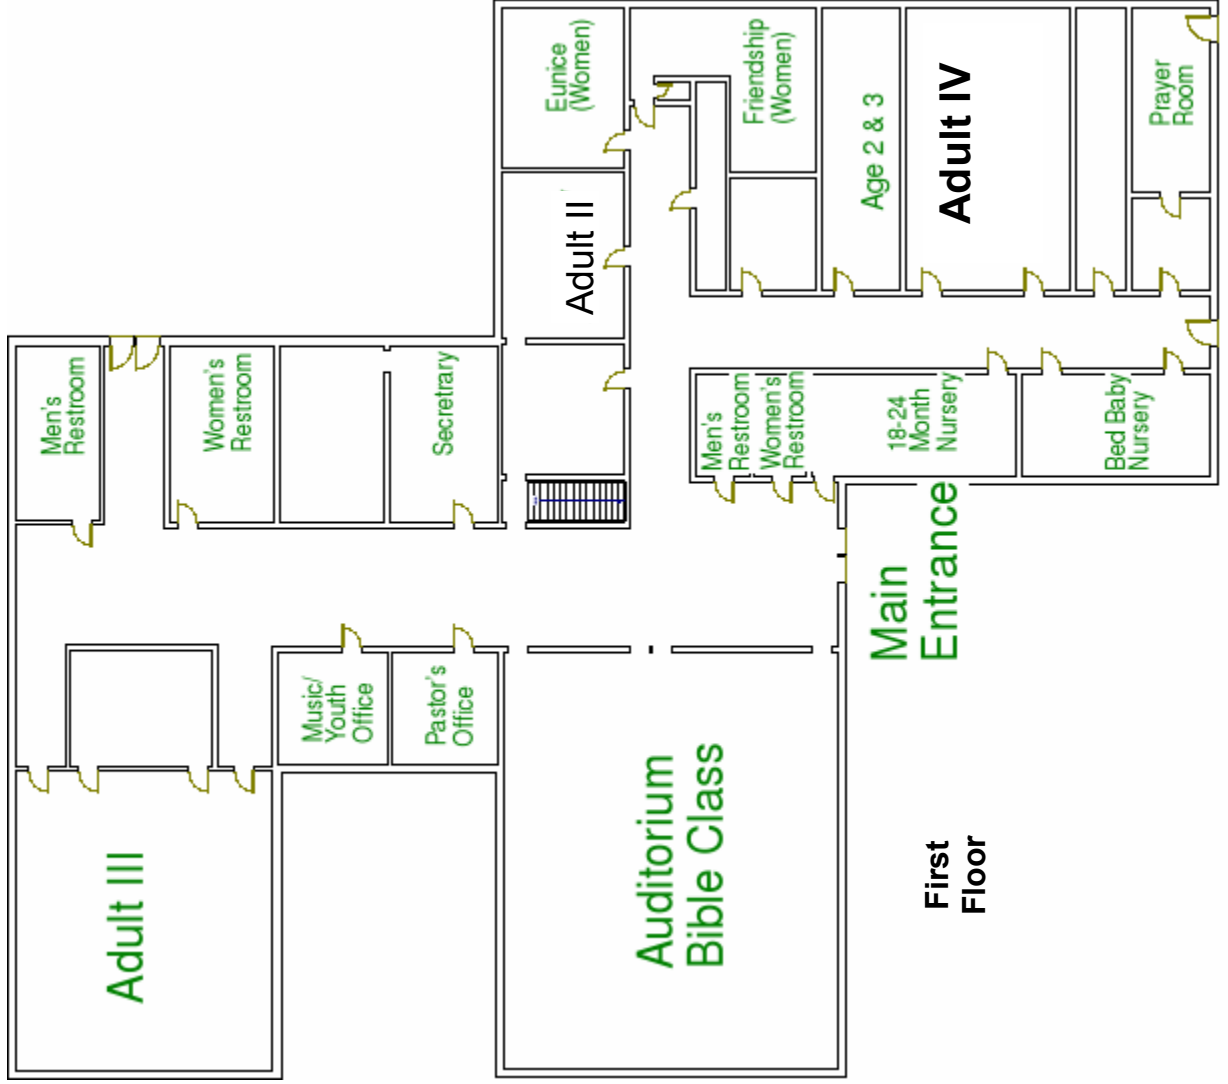 Eunice
(Women)
Friendship
(Women)
Age 2 & 3
Adult IV
Prayer
Room
Adult II
Men's
Restroom
Women's
Restroom
Secretrary
Men's
Restroom
Women's
Restroom
18-24
Month
Nursery
Bed Baby
Nursery
Main
Entrance
Music/
Youth
Office
Pastor's
Office
Adult III
Auditorium
Bible Class
First
Floor